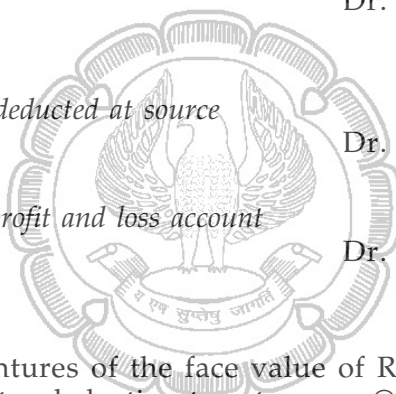 Dr.
deducted at source
Dr.
rofit and loss account
Dr.
य एष सुप्तेषु जागर्ति
ntures of the face value of R